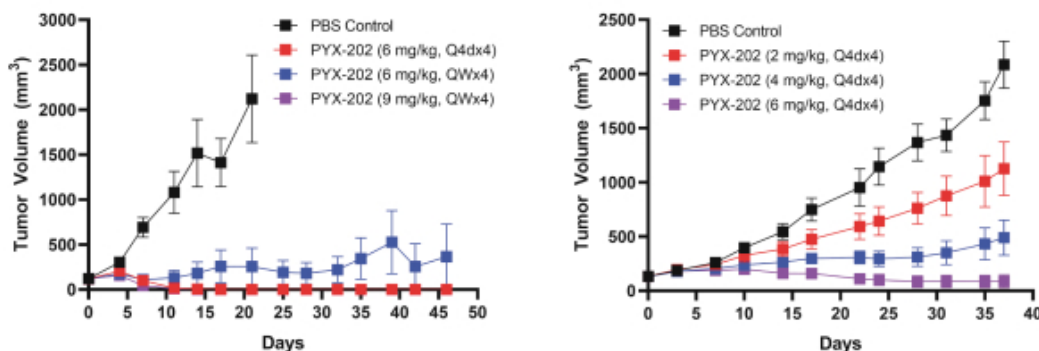 3000
2500
2000
1500
1000
500
0
Tumor Volume (mm³)
0 5 10 15 20 25 30 35 40 45 50
Days
PBS Control
PYX-202 (6 mg/kg, Q4dx4)
PYX-202 (6 mg/kg, QWx4)
PYX-202 (9 mg/kg, QWx4)
2500
2000
1500
1000
500
0
Tumor Volume (mm³)
0 5 10 15 20 25 30 35 40
Days
PBS Control
PYX-202 (2 mg/kg, Q4dx4)
PYX-202 (4 mg/kg, Q4dx4)
PYX-202 (6 mg/kg, Q4dx4)